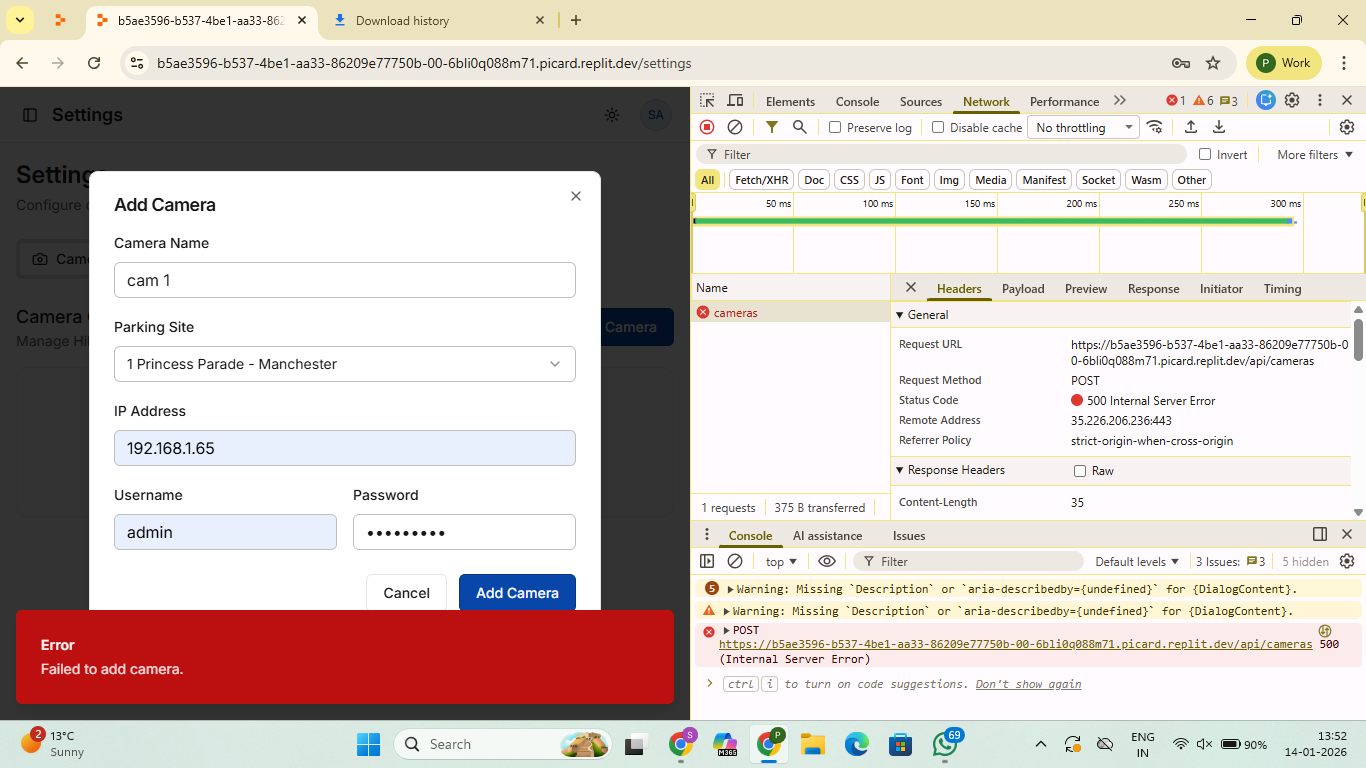 b5ae3596-b537-4be1-aa33-862
Download history
b5ae3596-b537-4be1-aa33-86209e77750b-00-6bli0q088m71.picard.replit.dev/settings
P
Work
Settings
SA
Settings
Configure
Came
Camera
Manage Hi
Camera
Add Camera
Camera Name
cam 1
Parking Site
1 Princess Parade - Manchester
IP Address
192.168.1.65
Username
Password
admin
•••••••••
Cancel
Add Camera
Error
Failed to add camera.
Elements
Console
Sources
Network
Performance
1
6
3
Preserve log
Disable cache
No throttling
Filter
Invert
More filters
All
Fetch/XHR
Doc
CSS
JS
Font
Img
Media
Manifest
Socket
Wasm
Other
50 ms
100 ms
150 ms
200 ms
250 ms
300 ms
Name
cameras
1 requests
375 B transferred
Headers
Payload
Preview
Response
Initiator
Timing
General
Request URL
https://b5ae3596-b537-4be1-aa33-86209e77750b-0
0-6bli0q088m71.picard.replit.dev/api/cameras
Request Method
POST
Status Code
500 Internal Server Error
Remote Address
35.226.206.236:443
Referrer Policy
strict-origin-when-cross-origin
Response Headers
Raw
Content-Length
35
Console
AI assistance
Issues
top
Filter
Default levels
3 Issues:
3
5 hidden
5 Warning: Missing `Description` or `aria-describedby={undefined}` for {DialogContent}.
Warning: Missing `Description` or `aria-describedby={undefined}` for {DialogContent}.
POST
https://b5ae3596-b537-4be1-aa33-86209e77750b-00-6bli0q088m71.picard.replit.dev/api/cameras 500
(Internal Server Error)
ctrl i to turn on code suggestions. Don't show again
2
13°C
Sunny
Search
S
M365
P
69
ENG
IN
90%
13:52
14-01-2026